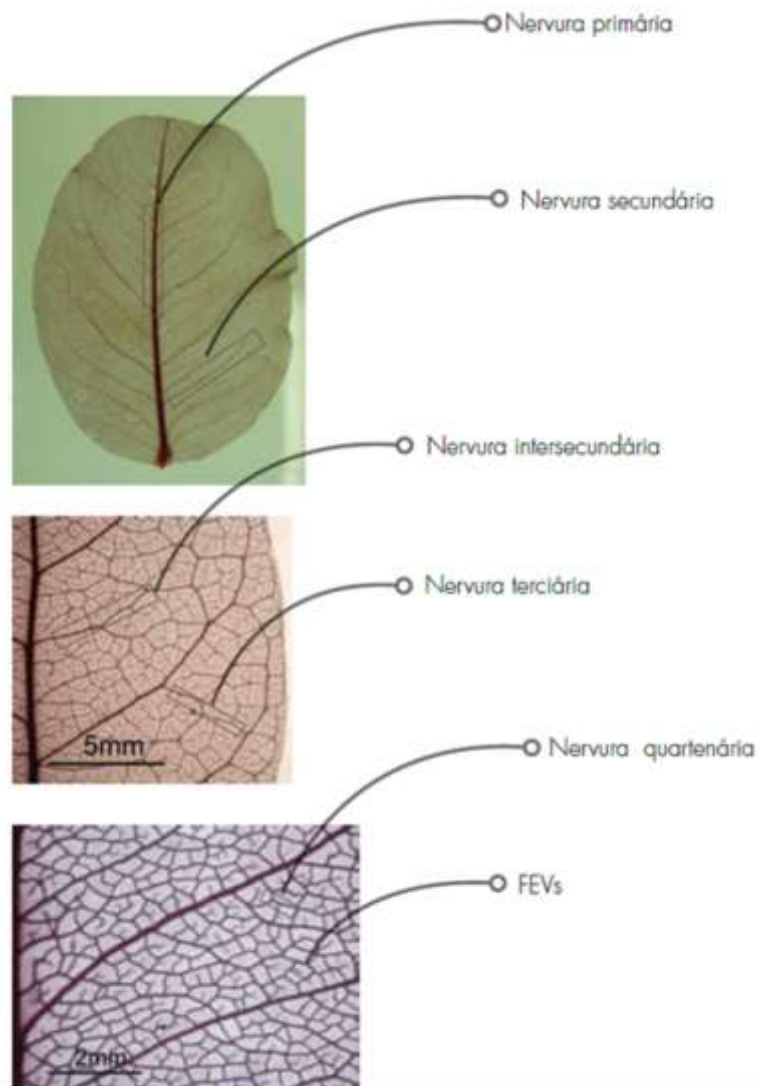 Nervura primária
Nervura secundária
Nervura intersecundária
Nervura terciária
5mm
Nervura quartenária
FEVs
2mm